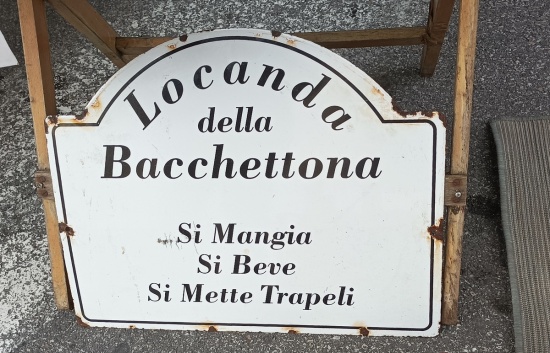 Locanda
della
Bacchettona
Si Mangia
Si Beve
Si Mette Trapeli